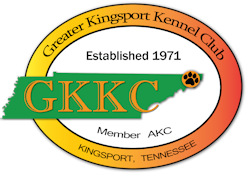 Greater Kingsport Kennel Club
Established 1971
GKKC
Member AKC
KINGSPORT, TENNESSEE